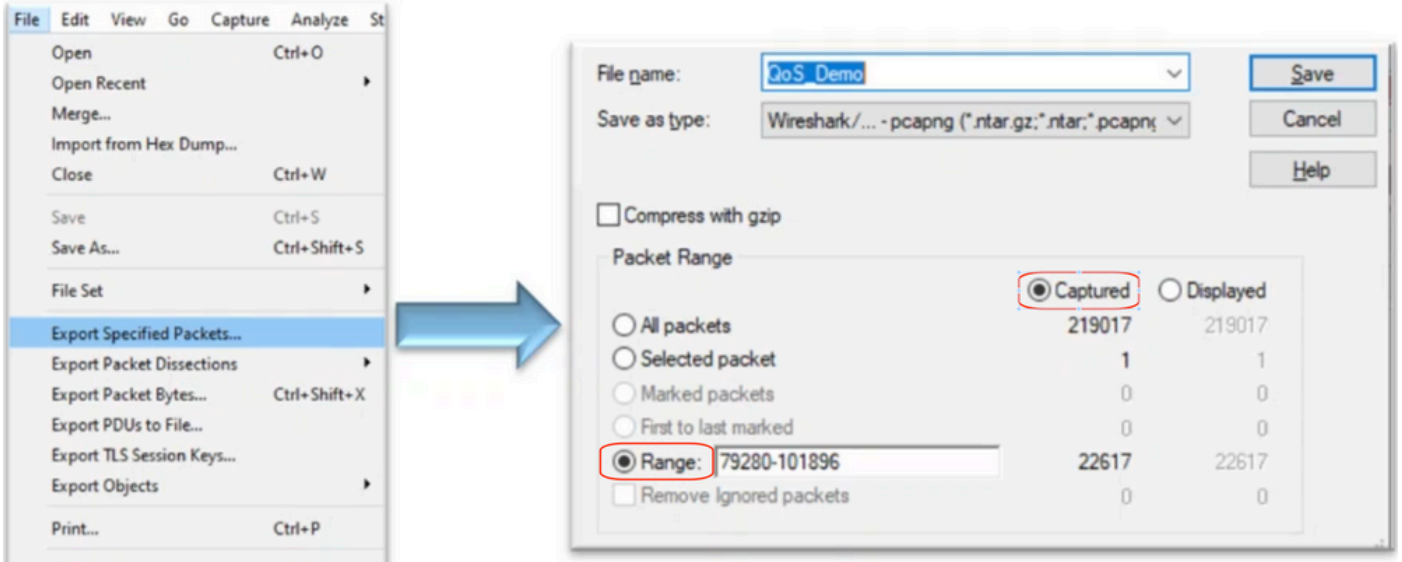 File Edit View Go Capture Analyze St
Open Ctrl+O
Open Recent
Merge...
Import from Hex Dump...
Close Ctrl+W
Save Ctrl+S
Save As... Ctrl+Shift+S
File Set
Export Specified Packets...
Export Packet Dissections
Export Packet Bytes... Ctrl+Shift+X
Export PDUs to File...
Export TLS Session Keys...
Export Objects
Print... Ctrl+P
File name: QoS_Demo Save
Save as type: Wireshark/... - pcapng (*.ntar.gz;*.ntar;*.pcapng Cancel
Help
Compress with gzip
Packet Range
Captured Displayed
All packets 219017 219017
Selected packet 1 1
Marked packets 0 0
First to last marked 0 0
Range: 79280-101896 22617 22617
Remove Ignored packets 0 0